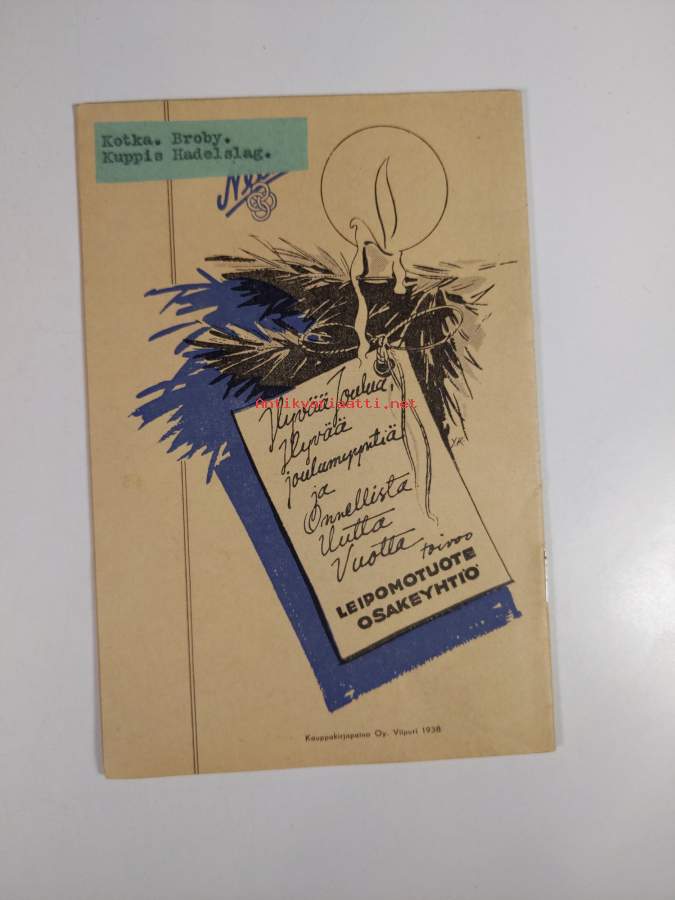 Kotka. Broby.
Kuppis Hadelslag.
Hyvää Joulua,
Hyvää
joulumyyntiä
ja
Onnellista
Uutta
Vuotta toivoo
LEIPOMOTUOTE
OSAKEYHTIÖ
YK
Antikvariaatti.net
Kauppakirjapaino Oy. Viipuri 1938